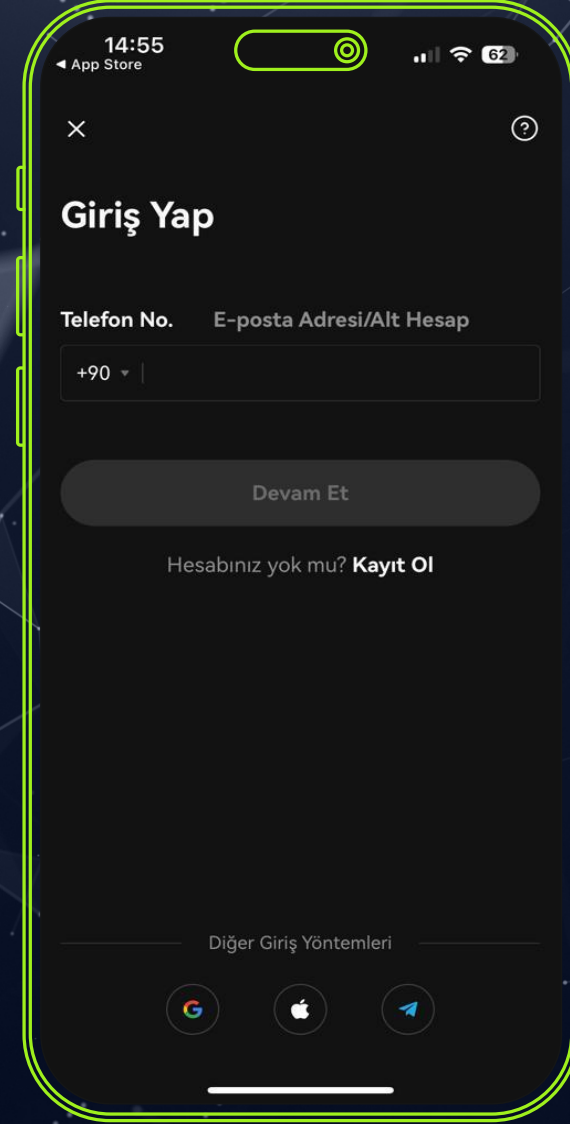 14:55
◀ App Store
62
Giriş Yap
Telefon No. E-posta Adresi/Alt Hesap
+90
Devam Et
Hesabınız yok mu? Kayıt Ol
Diğer Giriş Yöntemleri